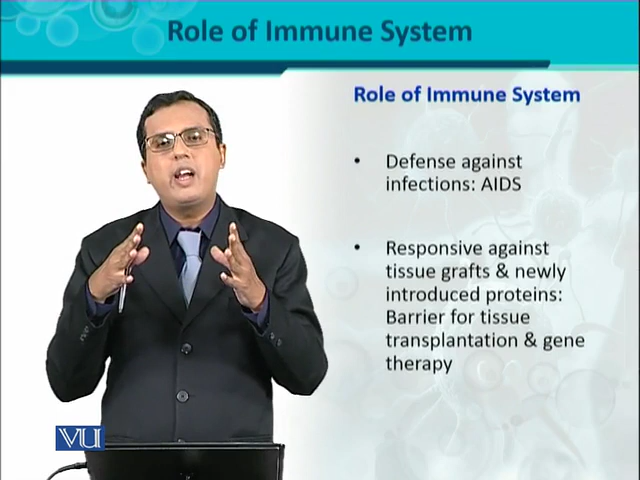 Role of Immune System
Role of Immune System
• Defense against
infections: AIDS
• Responsive against
tissue grafts & newly
introduced proteins:
Barrier for tissue
transplantation & gene
therapy
VU